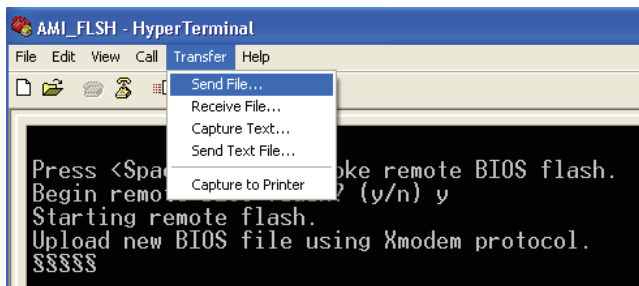 AMI_FLSH - HyperTerminal
File Edit View Call Transfer Help
Send File...
Receive File...
Capture Text...
Send Text File...
Capture to Printer
Press <Spa oke remote BIOS flash.
Begin remo ? (y/n) y
Starting remote flash.
Upload new BIOS file using Xmodem protocol.
§§§§§